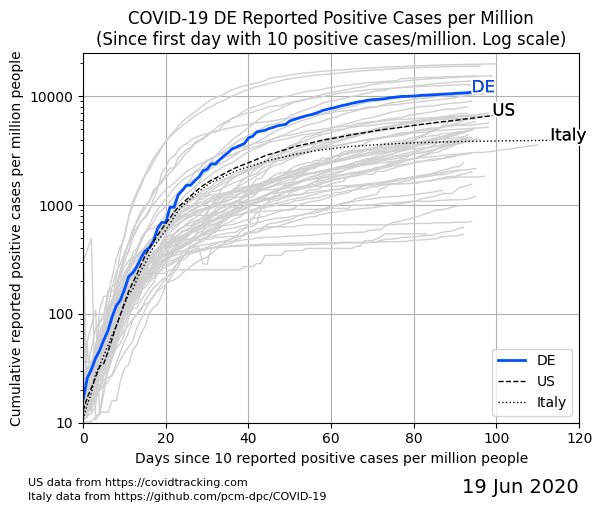 COVID-19 DE Reported Positive Cases per Million
(Since first day with 10 positive cases/million. Log scale)
Cumulative reported positive cases per million people
10000
1000
100
10
DE
US
Italy
DE
US
Italy
0 20 40 60 80 100 120
Days since 10 reported positive cases per million people
US data from https://covidtracking.com
Italy data from https://github.com/pcm-dpc/COVID-19
19 Jun 2020